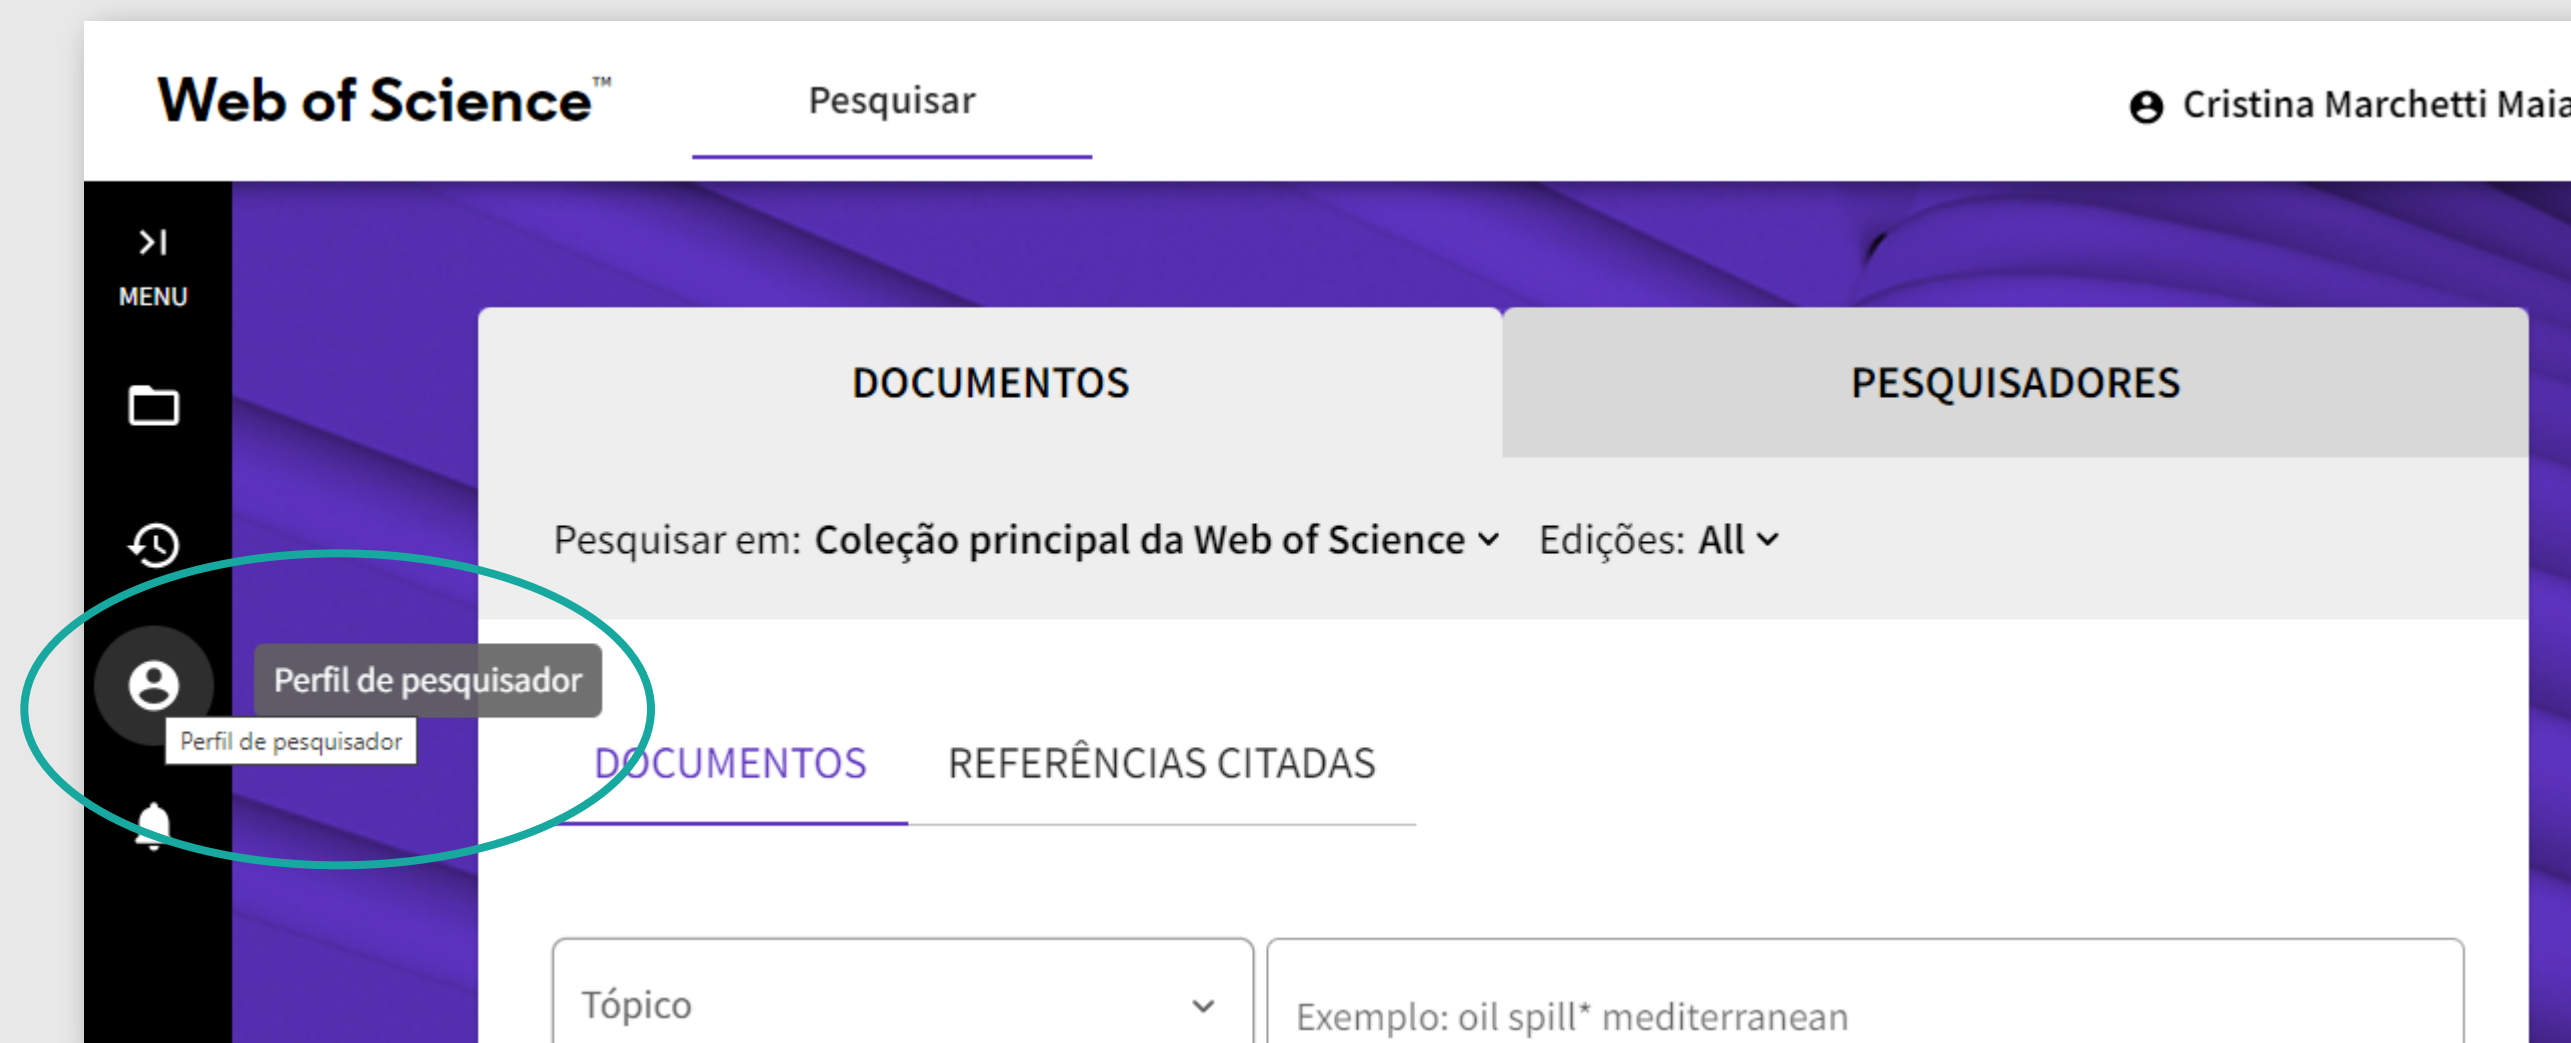 Web of Science™
Pesquisar
Cristina Marchetti Maia
MENU
DOCUMENTOS
PESQUISADORES
Pesquisar em: Coleção principal da Web of Science
Edições: All
Perfil de pesquisador
Perfil de pesquisador
DOCUMENTOS
REFERÊNCIAS CITADAS
Tópico
Exemplo: oil spill* mediterranean